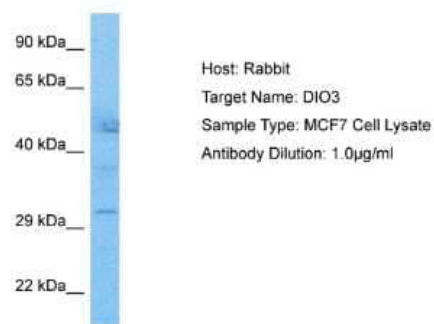 90 kDa
65 kDa
40 kDa
29 kDa
22 kDa
Host: Rabbit
Target Name: DIO3
Sample Type: MCF7 Cell Lysate
Antibody Dilution: 1.0µg/ml